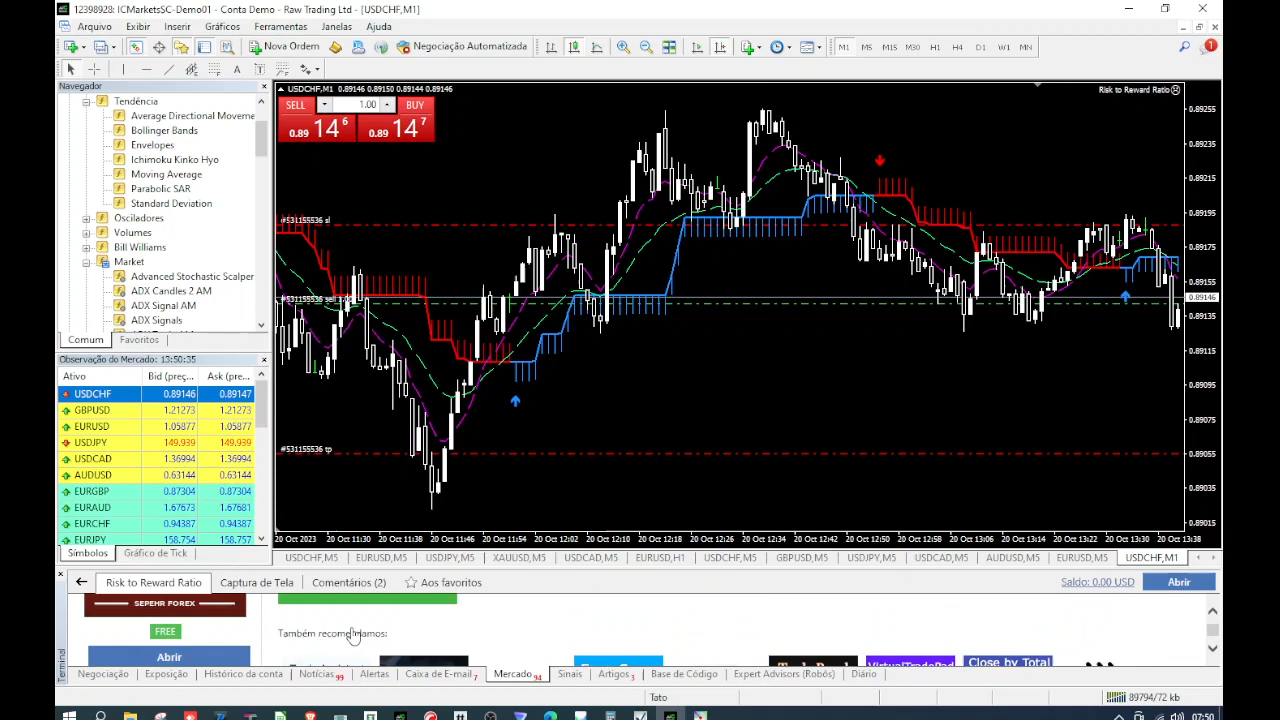 12398928: ICMarketsSC-Demo01 - Conta Demo - Raw Trading Ltd - [USDCHF,M1]
Arquivo Exibir Inserir Gráficos Ferramentas Janelas Ajuda
Nova Ordem Negociação Automatizada M1 M5 M15 M30 H1 H4 D1 W1 MN 1
A T
Navegador
Tendência
Average Directional Moveme
Bollinger Bands
Envelopes
Ichimoku Kinko Hyo
Moving Average
Parabolic SAR
Standard Deviation
Osciladores
Volumes
Bill Williams
Market
Advanced Stochastic Scalper
ADX Candles 2 AM
ADX Signal AM
ADX Signals
Comum Favoritos
Observação do Mercado: 13:50:35
Ativo Bid (preç... Ask (pre...
USDCHF 0.89146 0.89147
GBPUSD 1.21273 1.21273
EURUSD 1.05877 1.05877
USDJPY 149.939 149.939
USDCAD 1.36994 1.36994
AUDUSD 0.63144 0.63144
EURGBP 0.87304 0.87304
EURAUD 1.67673 1.67681
EURCHF 0.94387 0.94387
EURJPY 158.754 158.757
Símbolos Gráfico de Tick
USDCHF,M1 0.89146 0.89150 0.89144 0.89146
Risk to Reward Ratio
SELL 1.00 BUY
0.89 14 6 0.89 14 7
#531155536 sl
#531155536 sell 1.00
#531155536 tp
0.89255
0.89235
0.89215
0.89195
0.89175
0.89155
0.89146
0.89135
0.89115
0.89095
0.89075
0.89055
0.89035
0.89015
20 Oct 2023 20 Oct 11:30 20 Oct 11:38 20 Oct 11:46 20 Oct 11:54 20 Oct 12:02 20 Oct 12:10 20 Oct 12:18 20 Oct 12:26 20 Oct 12:34 20 Oct 12:42 20 Oct 12:50 20 Oct 12:58 20 Oct 13:06 20 Oct 13:14 20 Oct 13:22 20 Oct 13:30 20 Oct 13:38
USDCHF,M5 EURUSD,M5 USDJPY,M5 XAUUSD,M5 USDCAD,M5 EURUSD,H1 USDCHF,M5 GBPUSD,M5 USDJPY,M5 USDCAD,M5 AUDUSD,M5 EURUSD,M5 USDCHF,M1
Risk to Reward Ratio Captura de Tela Comentários (2) Aos favoritos Saldo: 0.00 USD Abrir
SEPEHR FOREX
FREE
Abrir
Também recomendamos:
VirtualTradePad Close by Total
Terminal
Negociação Exposição Histórico da conta Notícias 99 Alertas Caixa de E-mail 7 Mercado 94 Sinais Artigos 3 Base de Código Expert Advisors (Robôs) Diário
Tato 89794/72 kb
07:50